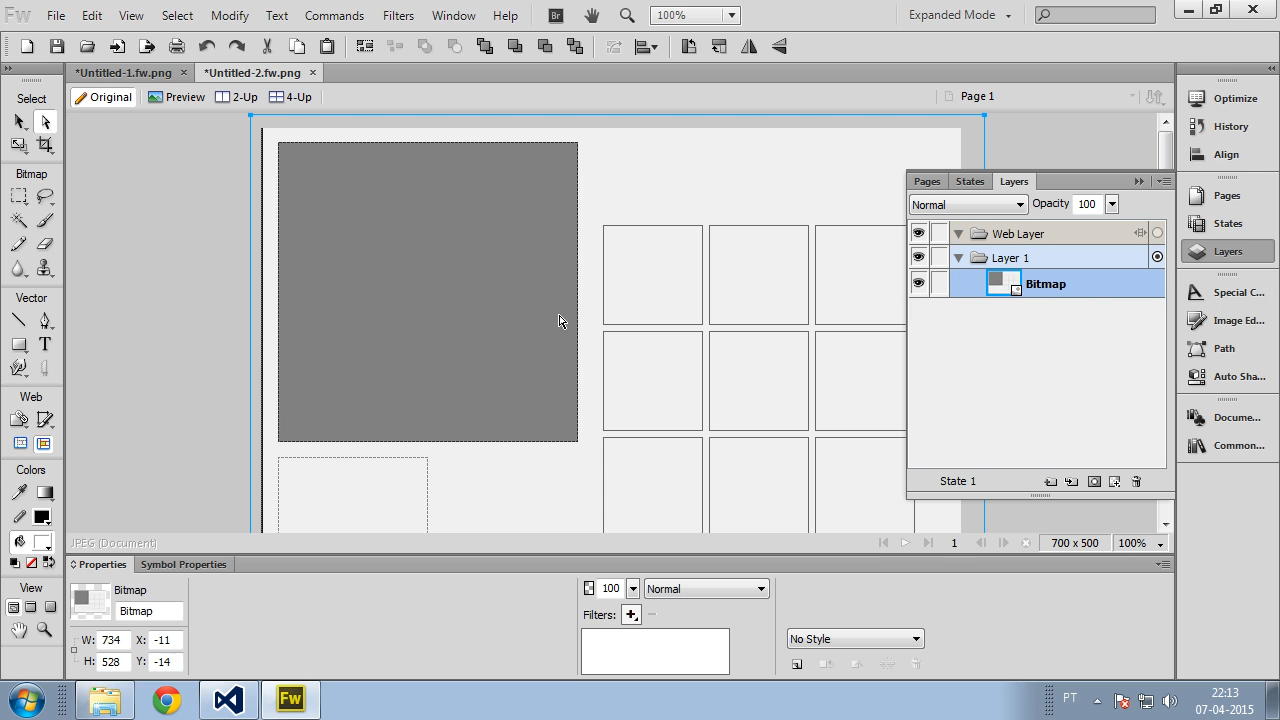 Fw File Edit View Select Modify Text Commands Filters Window Help Br 100% Expanded Mode
*Untitled-1.fw.png *Untitled-2.fw.png
Original Preview 2-Up 4-Up Page 1
Select
Bitmap
Vector
Web
Colors
View
Pages States Layers
Normal Opacity 100
Web Layer
Layer 1
Bitmap
State 1
Optimize
History
Align
Pages
States
Layers
Special C...
Image Ed...
Path
Auto Sha...
Docume...
Common...
JPEG (Document) 1 700 x 500 100%
Properties Symbol Properties
Bitmap
Bitmap
W: 734 X: -11
H: 528 Y: -14
100 Normal
Filters:
No Style
Fw
PT
22:13
07-04-2015